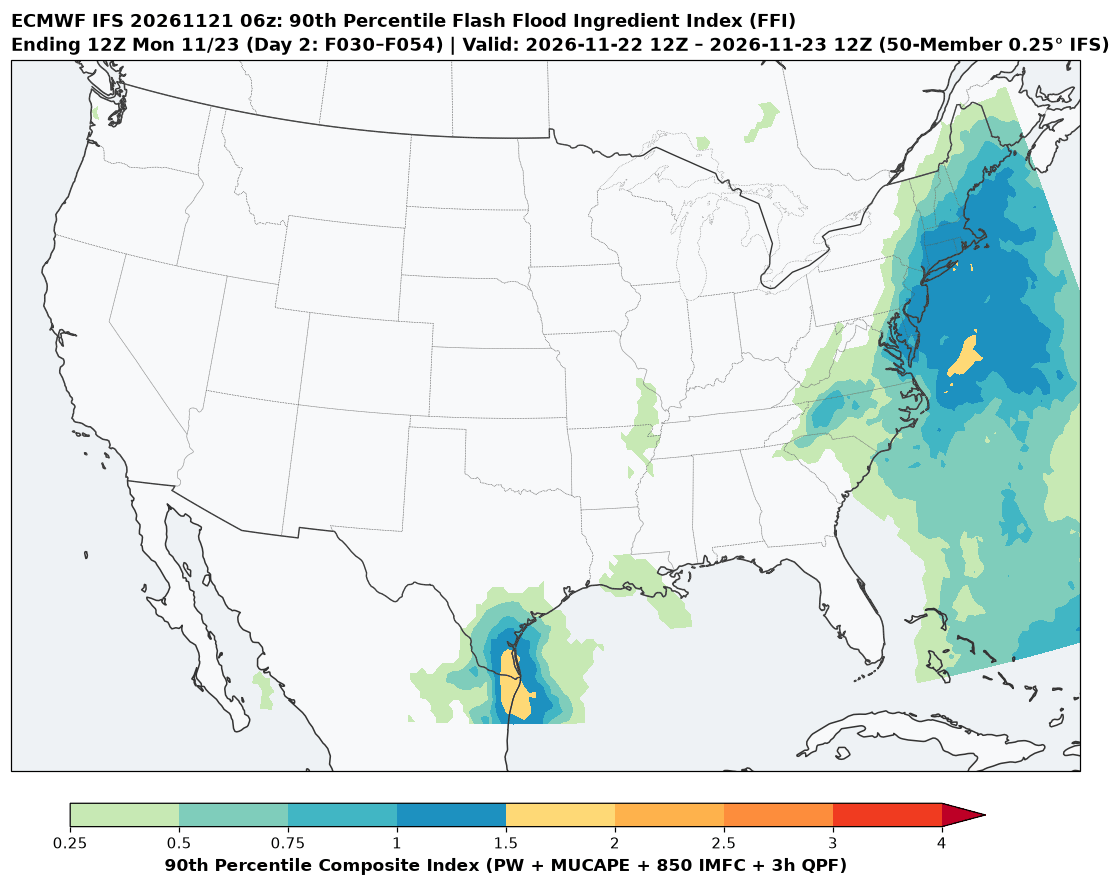 ECMWF IFS 20261121 06z: 90th Percentile Flash Flood Ingredient Index (FFI)
Ending 12Z Mon 11/23 (Day 2: F030–F054) | Valid: 2026-11-22 12Z – 2026-11-23 12Z (50-Member 0.25° IFS)
0.25 0.5 0.75 1 1.5 2 2.5 3 4
90th Percentile Composite Index (PW + MUCAPE + 850 IMFC + 3h QPF)